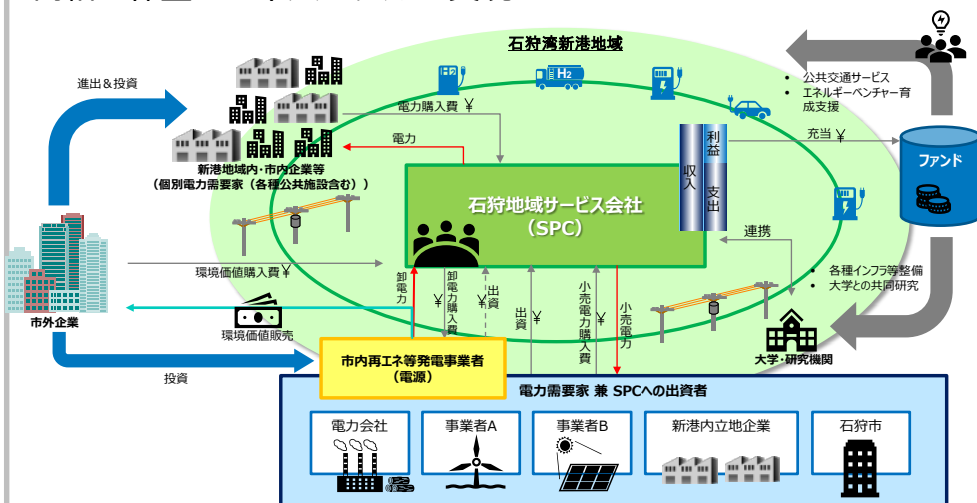 石狩湾新港地域
進出&投資
H2
電力購入費 ¥
電力
新港地域内・市内企業等
(個別電力需要家(各種公共施設含む))
• 公共交通サービス
• エネルギーベンチャー育
成支援
充当 ¥
ファンド
利益
収入
支出
石狩地域サービス会社
(SPC)
連携
• 各種インフラ等整備
• 大学との共同研究
大学・研究機関
環境価値購入費¥
市外企業
環境価値販売
投資
卸電力
卸電力購入費
¥
出資
¥
出資
¥
小売電力購入費
¥
小売電力
市内再エネ等発電事業者
(電源)
電力需要家 兼 SPCへの出資者
電力会社
事業者A
事業者B
新港内立地企業
石狩市